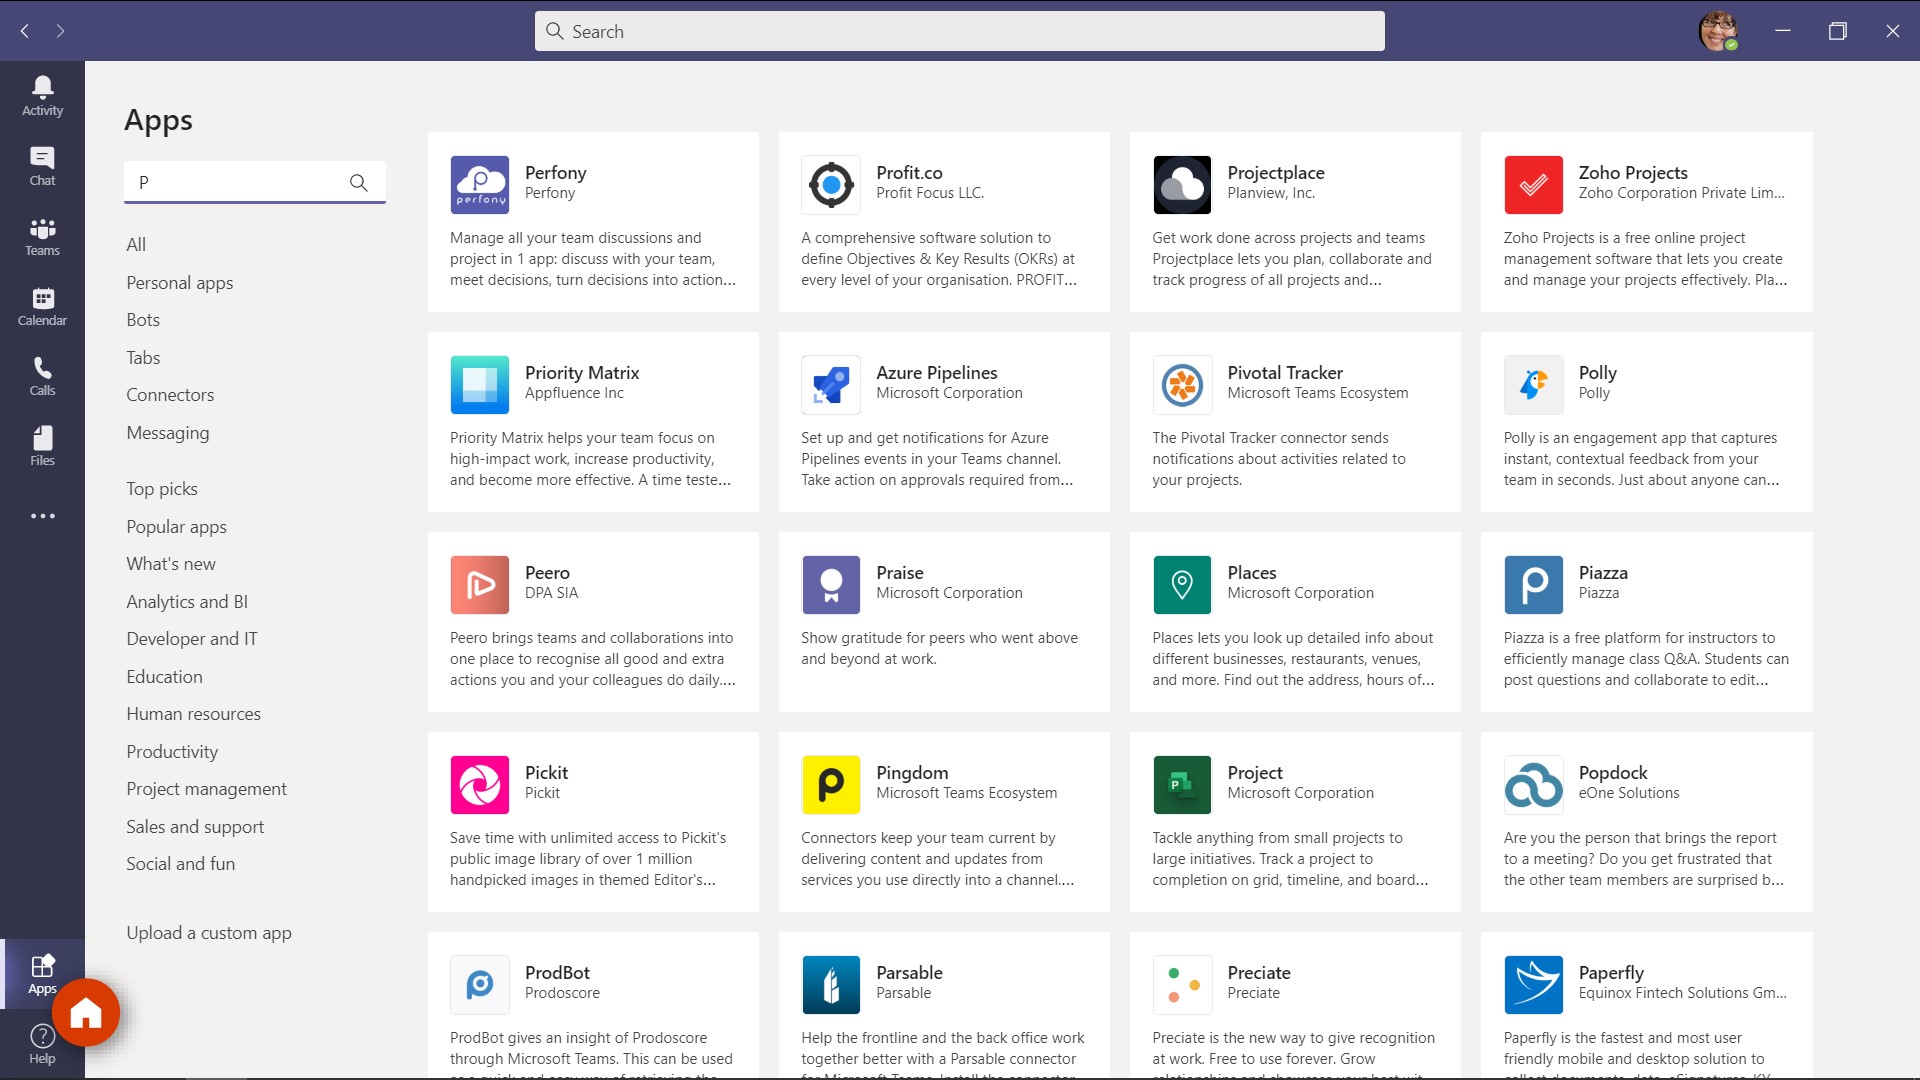 Search
Activity
Chat
Teams
Calendar
Calls
Files
Apps
Help
Apps
P
All
Personal apps
Bots
Tabs
Connectors
Messaging
Top picks
Popular apps
What's new
Analytics and BI
Developer and IT
Education
Human resources
Productivity
Project management
Sales and support
Social and fun
Upload a custom app
perfony
Perfony
Perfony
Manage all your team discussions and
project in 1 app: discuss with your team,
meet decisions, turn decisions into action...
Profit.co
Profit Focus LLC.
A comprehensive software solution to
define Objectives & Key Results (OKRs) at
every level of your organisation. PROFIT...
Projectplace
Planview, Inc.
Get work done across projects and teams
Projectplace lets you plan, collaborate and
track progress of all projects and...
Zoho Projects
Zoho Corporation Private Lim...
Zoho Projects is a free online project
management software that lets you create
and manage your projects effectively. Pla...
Priority Matrix
Appfluence Inc
Priority Matrix helps your team focus on
high-impact work, increase productivity,
and become more effective. A time teste...
Azure Pipelines
Microsoft Corporation
Set up and get notifications for Azure
Pipelines events in your Teams channel.
Take action on approvals required from...
Pivotal Tracker
Microsoft Teams Ecosystem
The Pivotal Tracker connector sends
notifications about activities related to
your projects.
Polly
Polly
Polly is an engagement app that captures
instant, contextual feedback from your
team in seconds. Just about anyone can...
Peero
DPA SIA
Peero brings teams and collaborations into
one place to recognise all good and extra
actions you and your colleagues do daily....
Praise
Microsoft Corporation
Show gratitude for peers who went above
and beyond at work.
Places
Microsoft Corporation
Places lets you look up detailed info about
different businesses, restaurants, venues,
and more. Find out the address, hours of...
Piazza
Piazza
Piazza is a free platform for instructors to
efficiently manage class Q&A. Students can
post questions and collaborate to edit...
Pickit
Pickit
Save time with unlimited access to Pickit's
public image library of over 1 million
handpicked images in themed Editor's...
Pingdom
Microsoft Teams Ecosystem
Connectors keep your team current by
delivering content and updates from
services you use directly into a channel....
Project
Microsoft Corporation
Tackle anything from small projects to
large initiatives. Track a project to
completion on grid, timeline, and board...
Popdock
eOne Solutions
Are you the person that brings the report
to a meeting? Do you get frustrated that
the other team members are surprised b...
ProdBot
Prodoscore
ProdBot gives an insight of Prodoscore
through Microsoft Teams. This can be used
Parsable
Parsable
Help the frontline and the back office work
together better with a Parsable connector
for Microsoft Teams. Install the connector
Preciate
Preciate
Preciate is the new way to give recognition
at work. Free to use forever. Grow
Paperfly
Equinox Fintech Solutions Gm...
Paperfly is the fastest and most user
friendly mobile and desktop solution to